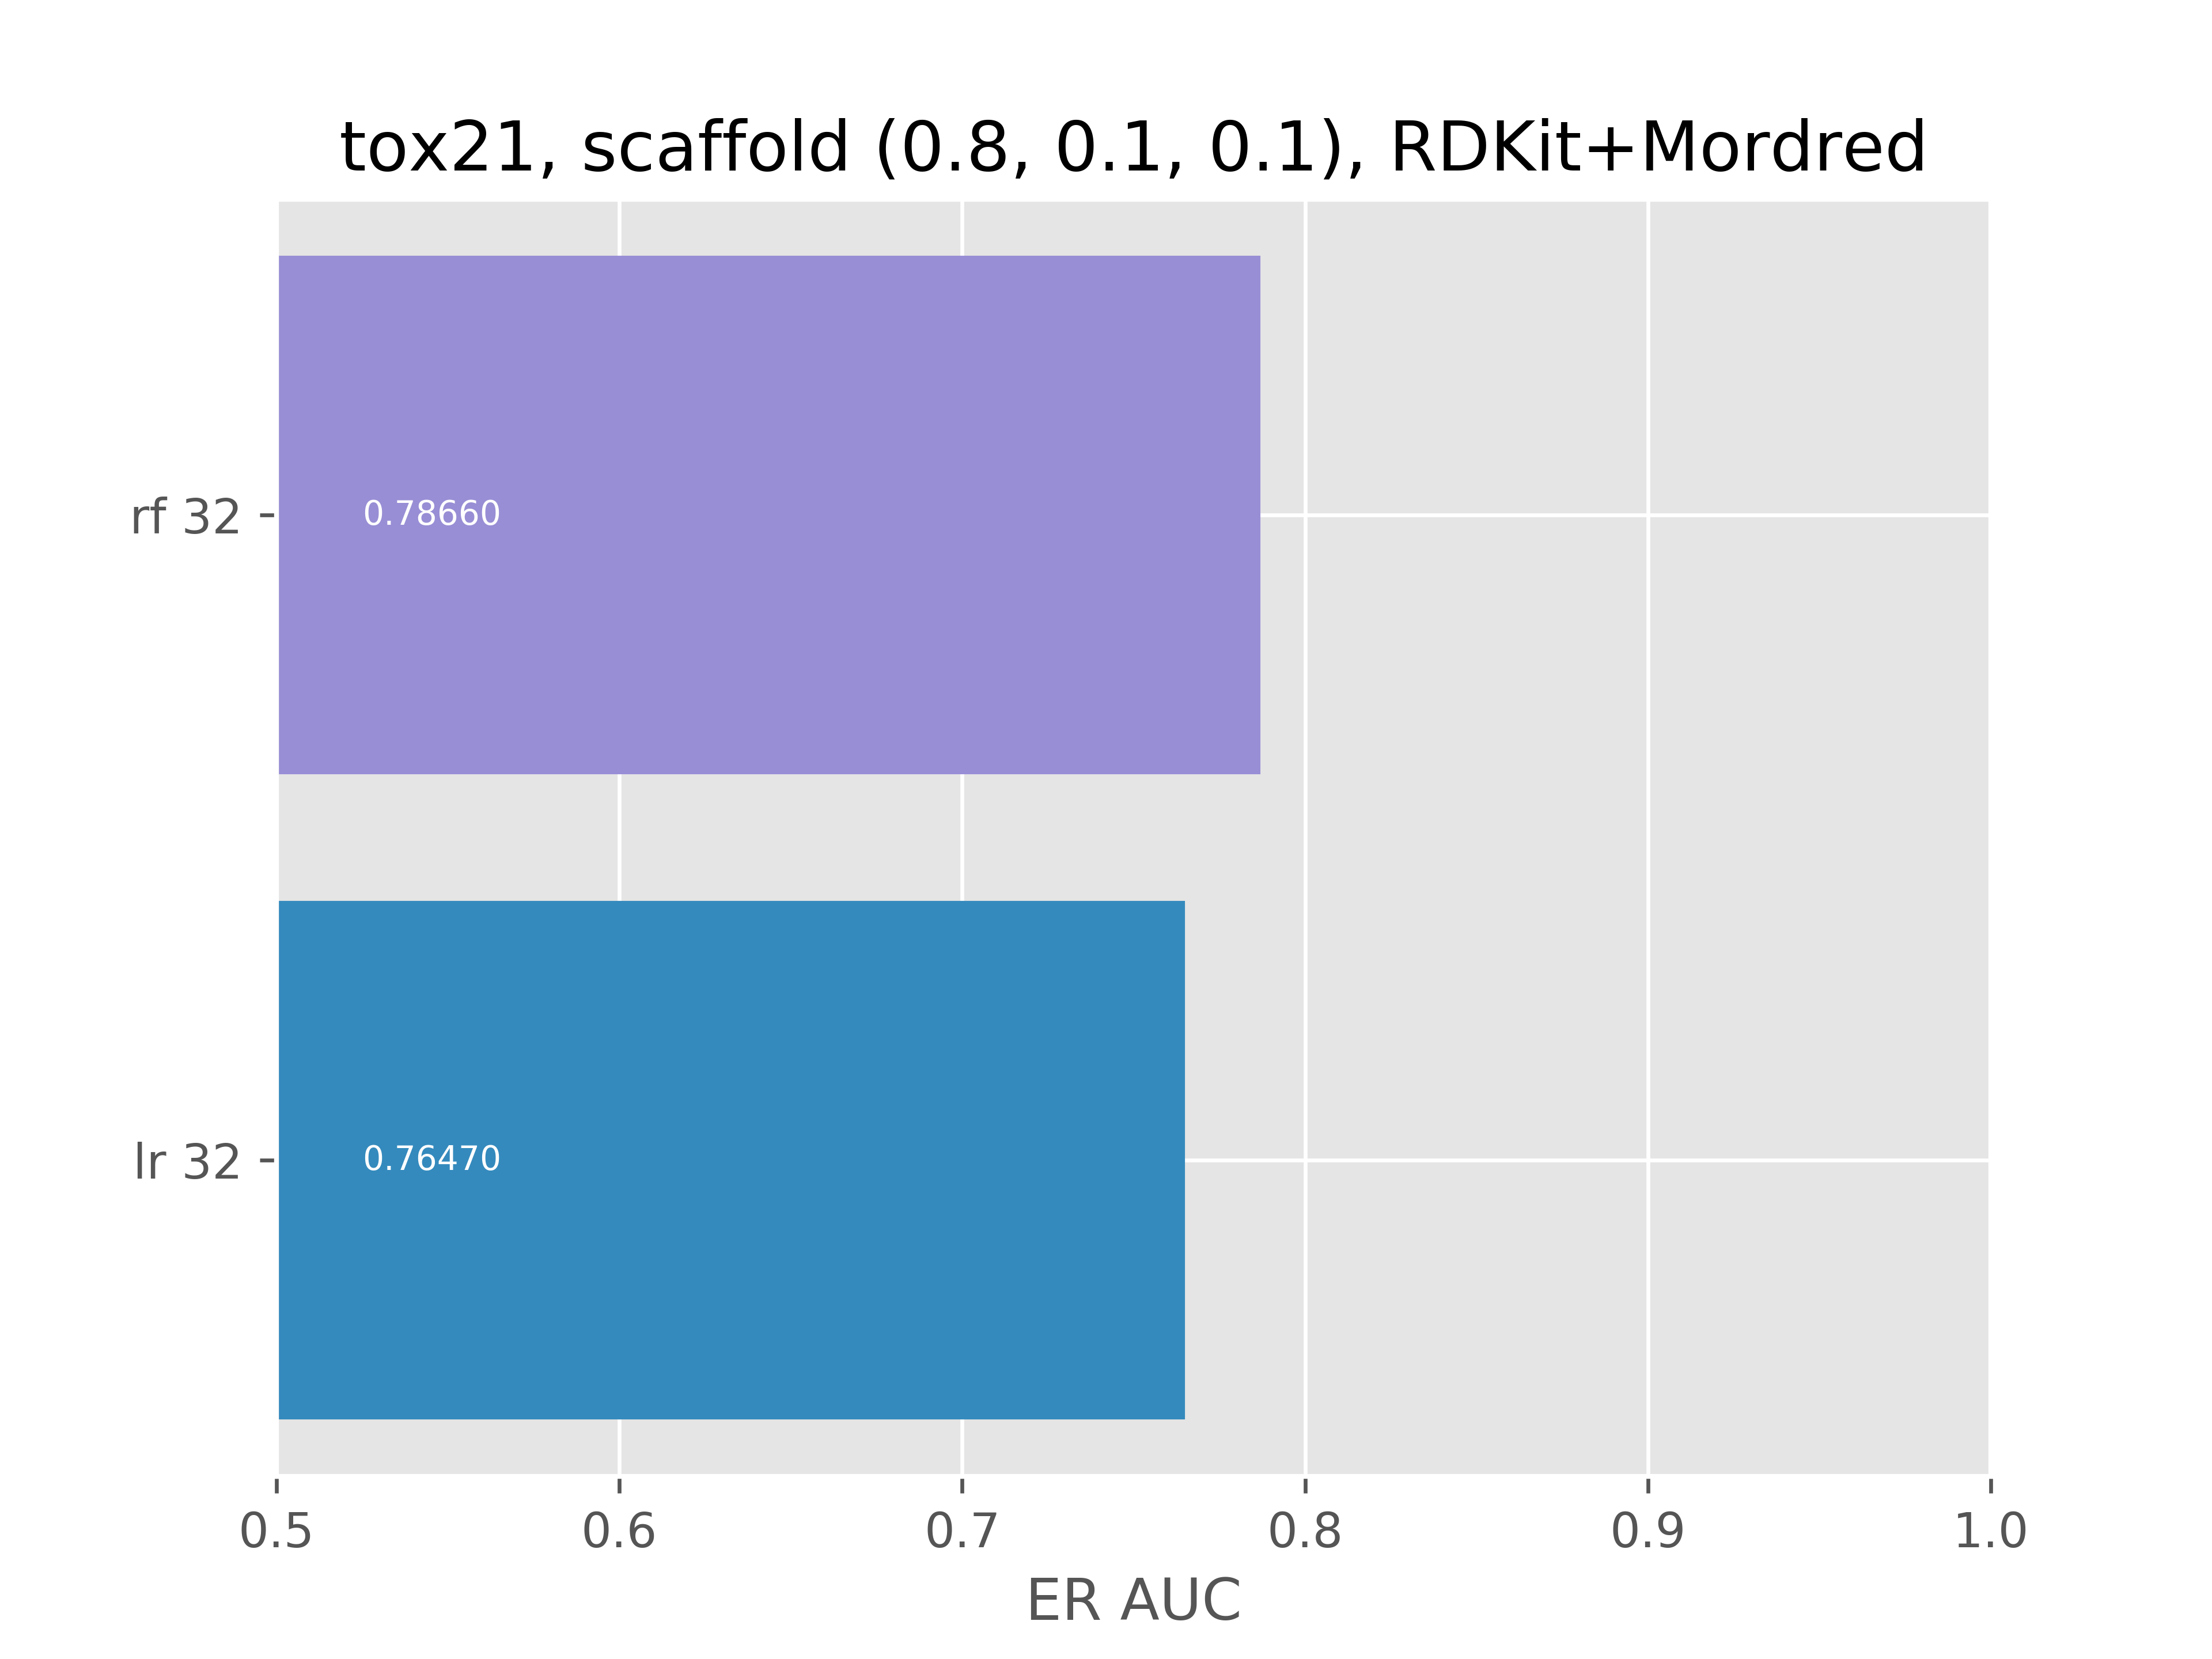 tox21, scaffold (0.8, 0.1, 0.1), RDKit+Mordred
rf 32
0.78660
lr 32
0.76470
0.5 0.6 0.7 0.8 0.9 1.0
ER AUC